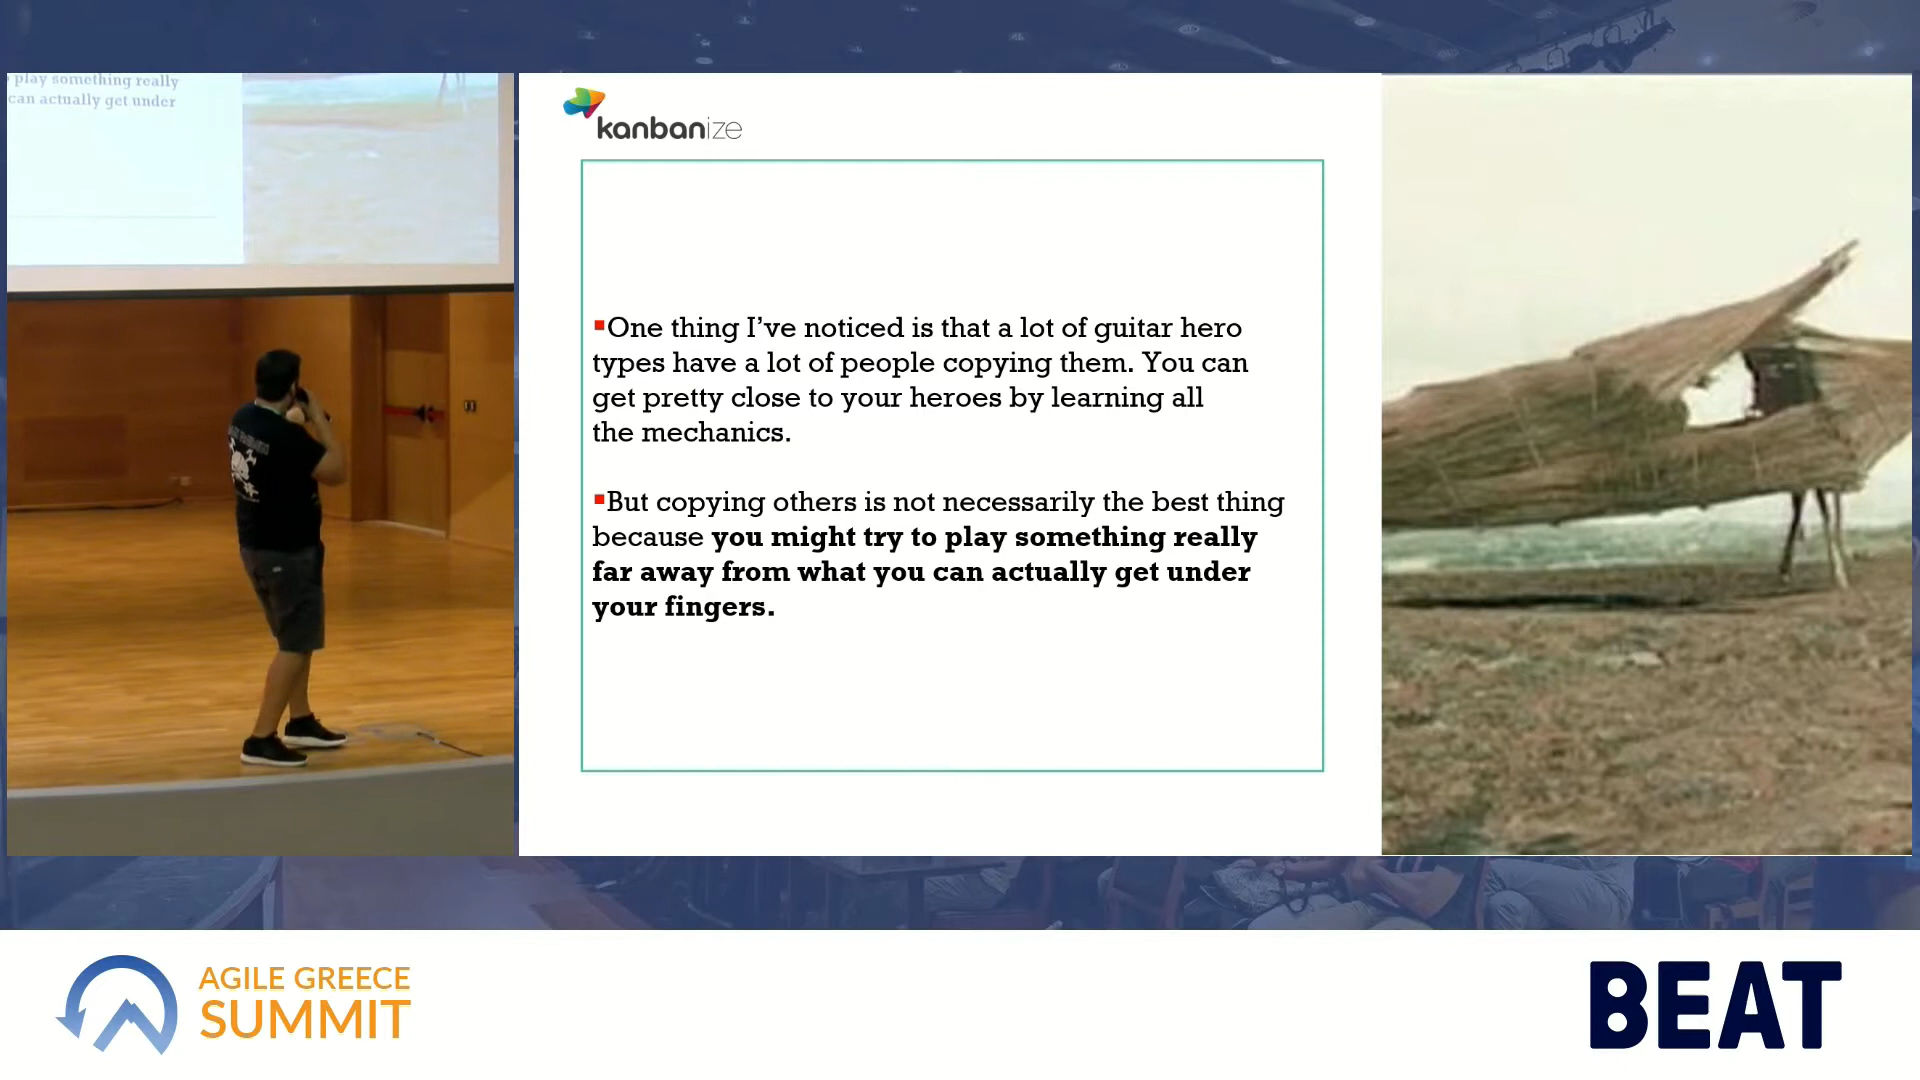 play something really
can actually get under
kanbanize
▪One thing I’ve noticed is that a lot of guitar hero
types have a lot of people copying them. You can
get pretty close to your heroes by learning all
the mechanics.
▪But copying others is not necessarily the best thing
because you might try to play something really
far away from what you can actually get under
your fingers.
AGILE GREECE
SUMMIT
BEAT